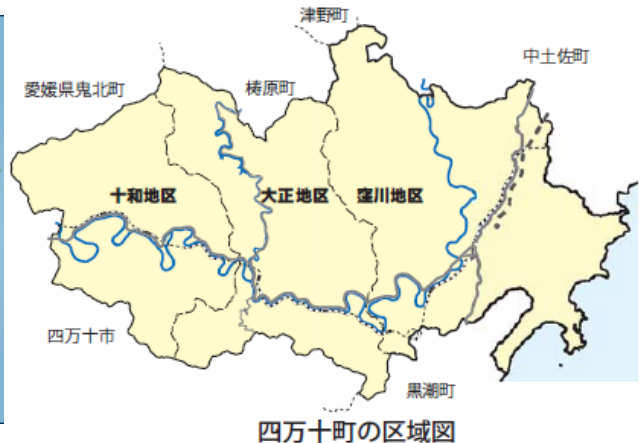 津野町
中土佐町
愛媛県鬼北町
梼原町
十和地区
大正地区
窪川地区
四万十市
黒潮町
四万十町の区域図